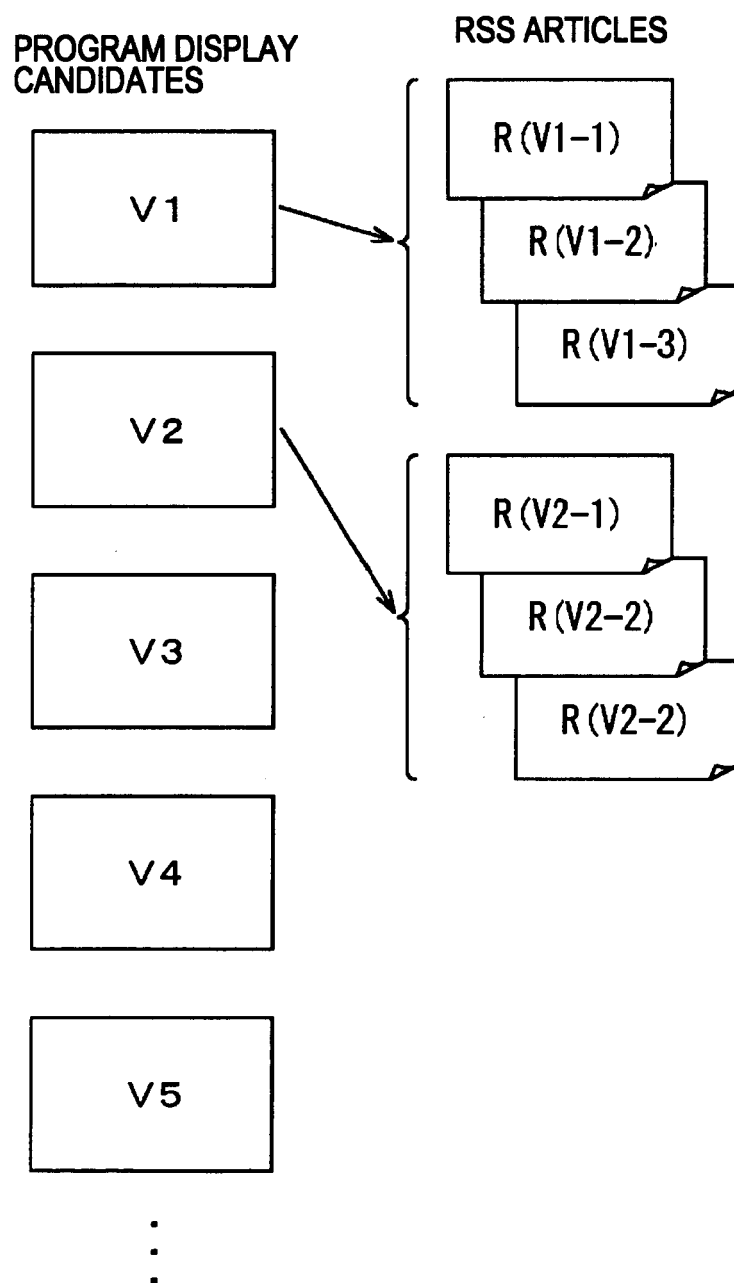 PROGRAM DISPLAY
CANDIDATES
V1
V2
V3
V4
V5
RSS ARTICLES
R(V1-1)
R(V1-2)
R(V1-3)
R(V2-1)
R(V2-2)
R(V2-2)